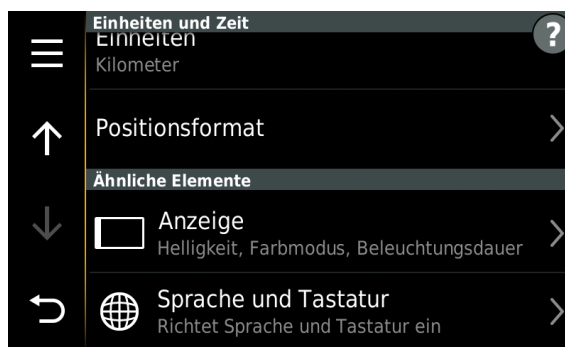 Einheiten und Zeit
?
Einheiten
Kilometer
Positionsformat
Ähnliche Elemente
Anzeige
Helligkeit, Farbmodus, Beleuchtungsdauer
Sprache und Tastatur
Richtet Sprache und Tastatur ein